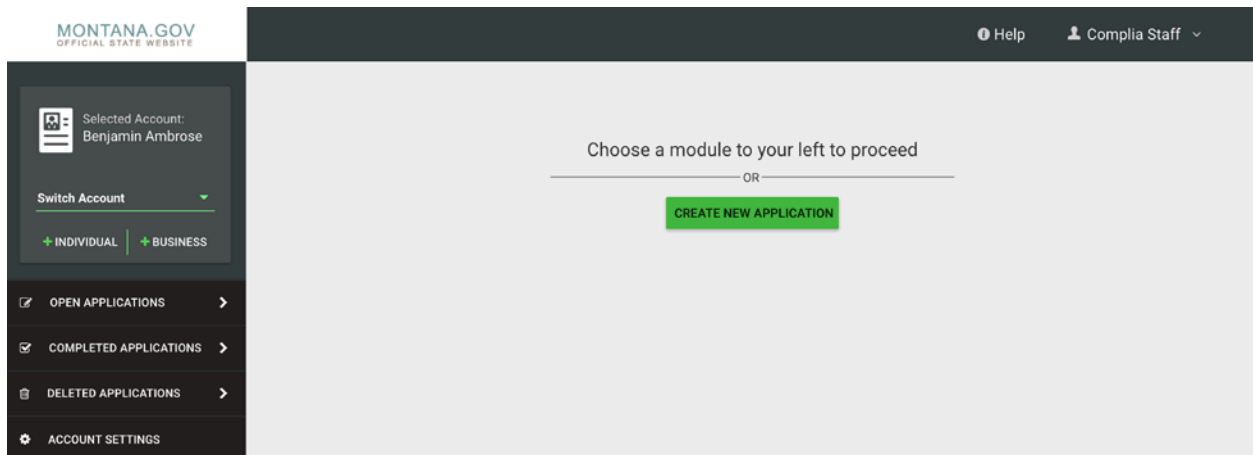 MONTANA.GOV
OFFICIAL STATE WEBSITE
Help
Complia Staff
Selected Account:
Benjamin Ambrose
Switch Account
+ INDIVIDUAL
+ BUSINESS
OPEN APPLICATIONS
COMPLETED APPLICATIONS
DELETED APPLICATIONS
ACCOUNT SETTINGS
Choose a module to your left to proceed
OR
CREATE NEW APPLICATION